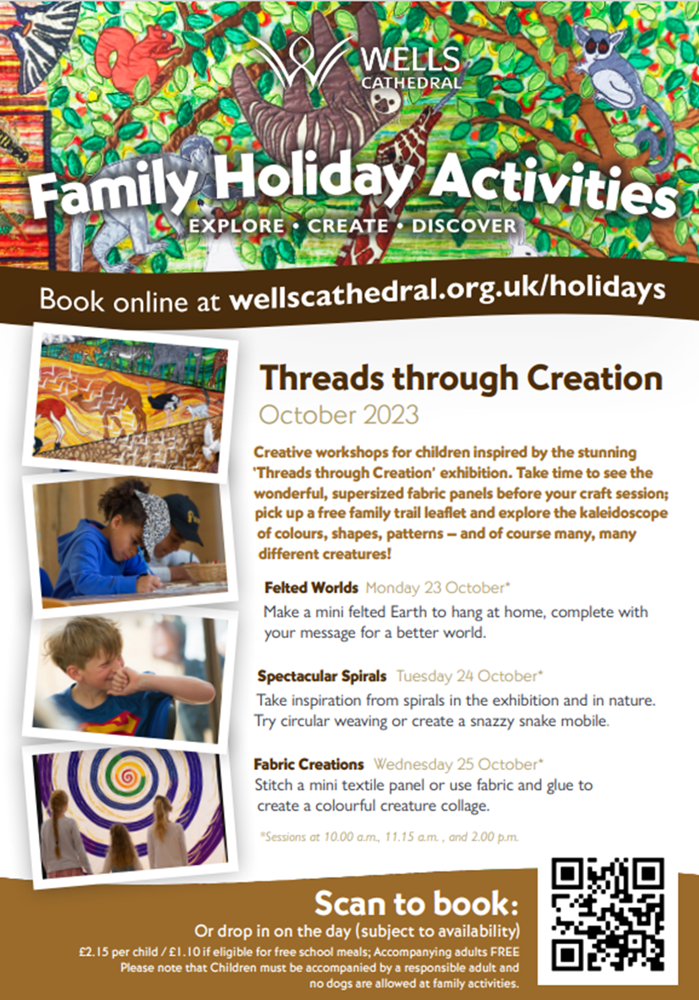 WELLS
CATHEDRAL
Family Holiday Activities
EXPLORE • CREATE • DISCOVER
Book online at wellscathedral.org.uk/holidays
Threads through Creation
October 2023
Creative workshops for children inspired by the stunning
'Threads through Creation' exhibition. Take time to see the
wonderful, supersized fabric panels before your craft session;
pick up a free family trail leaflet and explore the kaleidoscope
of colours, shapes, patterns – and of course many, many
different creatures!
Felted Worlds Monday 23 October*
Make a mini felted Earth to hang at home, complete with
your message for a better world.
Spectacular Spirals Tuesday 24 October*
Take inspiration from spirals in the exhibition and in nature.
Try circular weaving or create a snazzy snake mobile.
Fabric Creations Wednesday 25 October*
Stitch a mini textile panel or use fabric and glue to
create a colourful creature collage.
*Sessions at 10.00 a.m., 11.15 a.m. , and 2.00 p.m.
Scan to book:
Or drop in on the day (subject to availability)
£2.15 per child / £1.10 if eligible for free school meals; Accompanying adults FREE
Please note that Children must be accompanied by a responsible adult and
no dogs are allowed at family activities.